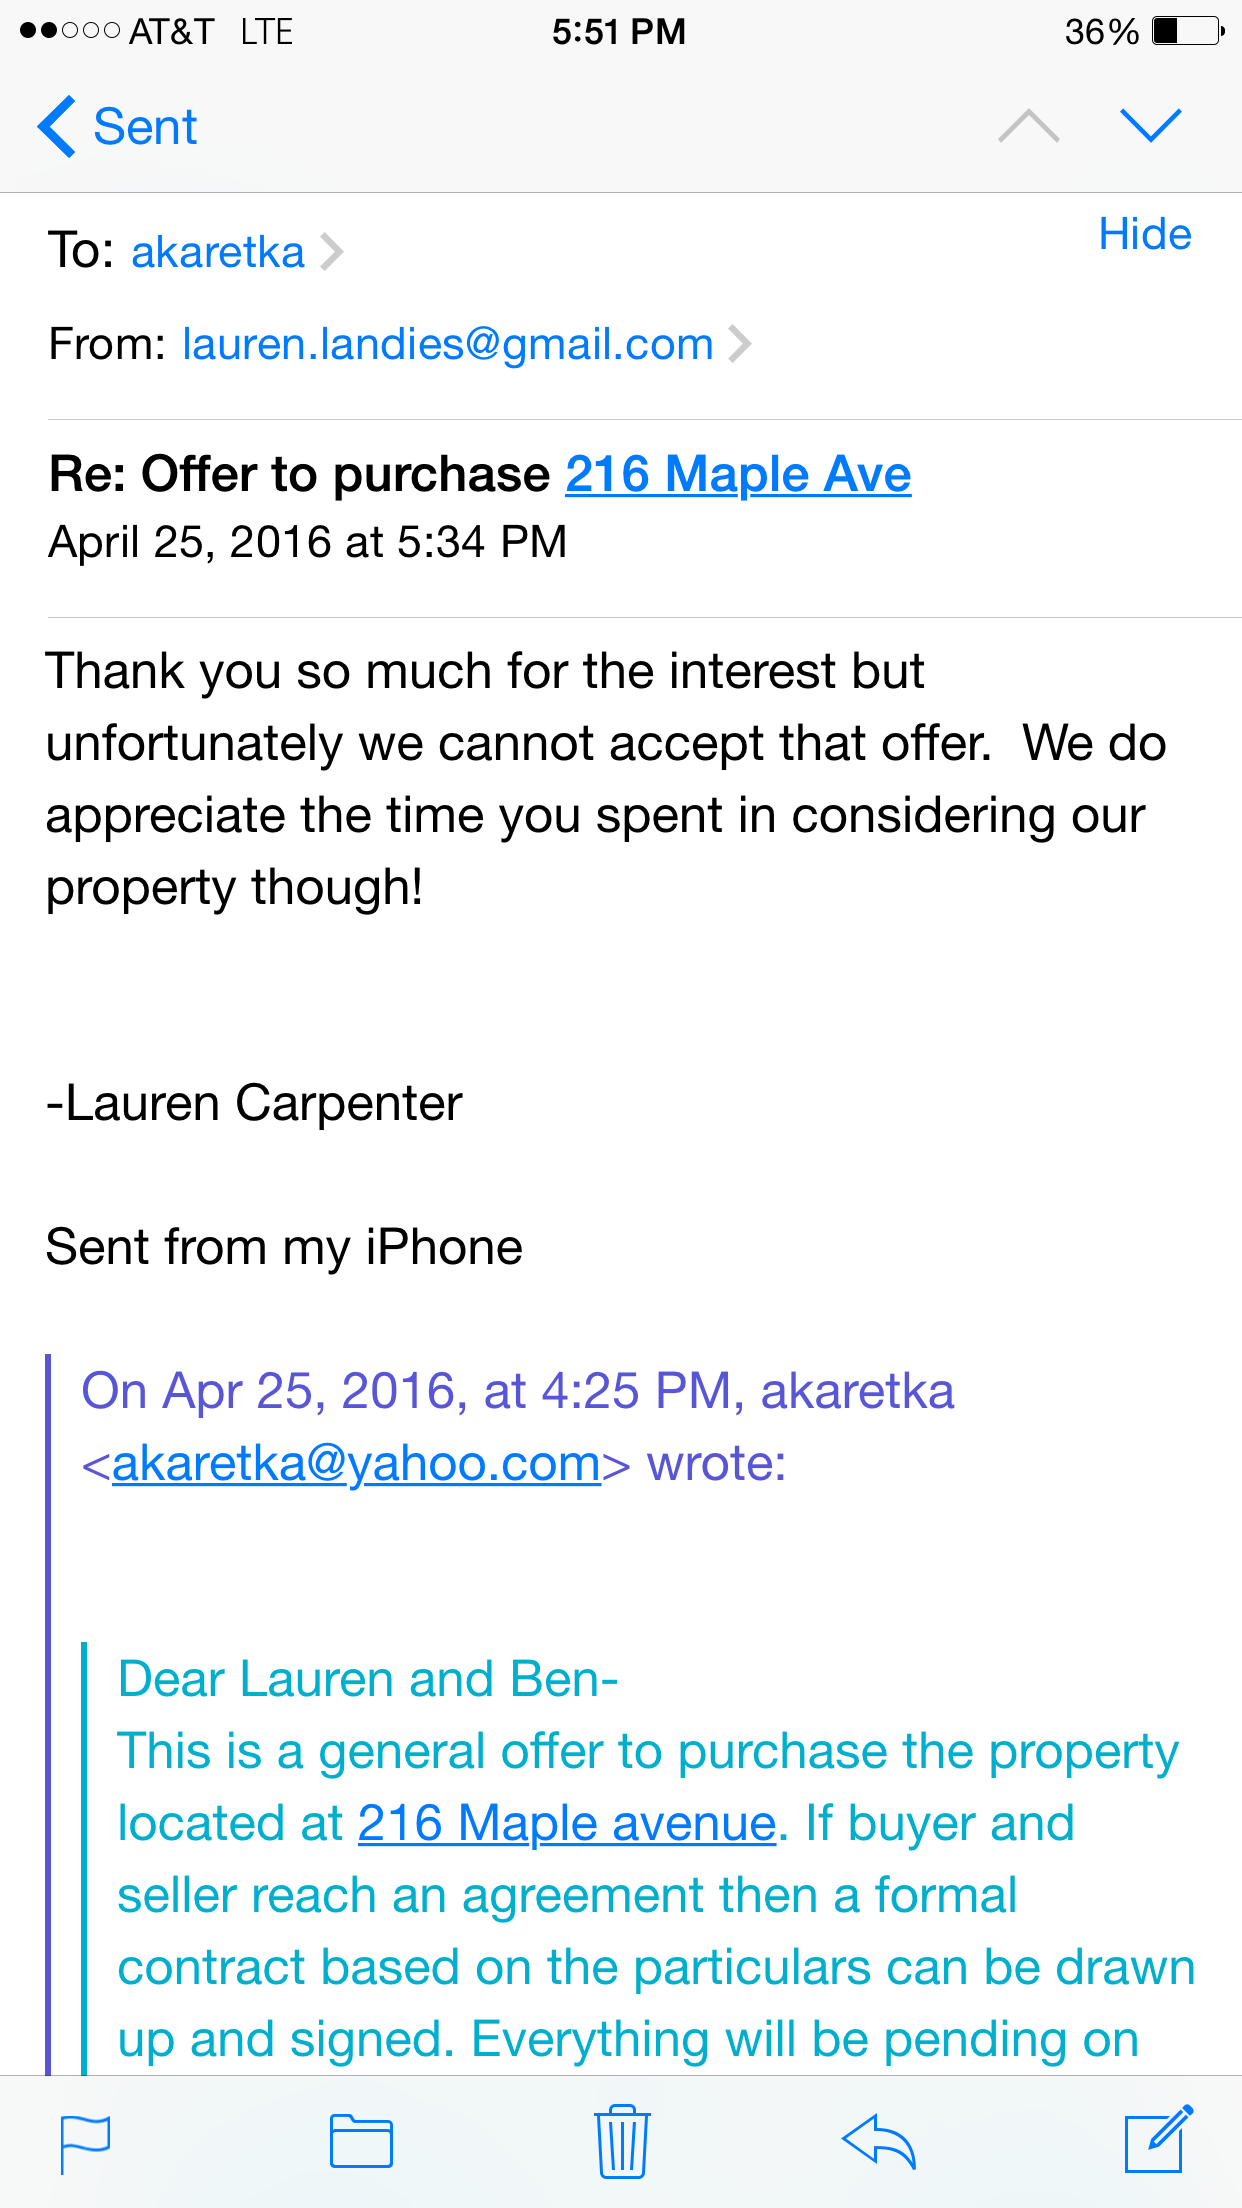 AT&T LTE 5:51 PM 36%
Sent
To: akaretka Hide
From: lauren.landies@gmail.com
Re: Offer to purchase 216 Maple Ave
April 25, 2016 at 5:34 PM
Thank you so much for the interest but
unfortunately we cannot accept that offer.  We do
appreciate the time you spent in considering our
property though!
-Lauren Carpenter
Sent from my iPhone
On Apr 25, 2016, at 4:25 PM, akaretka
<akaretka@yahoo.com> wrote:
Dear Lauren and Ben-
This is a general offer to purchase the property
located at 216 Maple avenue. If buyer and
seller reach an agreement then a formal
contract based on the particulars can be drawn
up and signed. Everything will be pending on